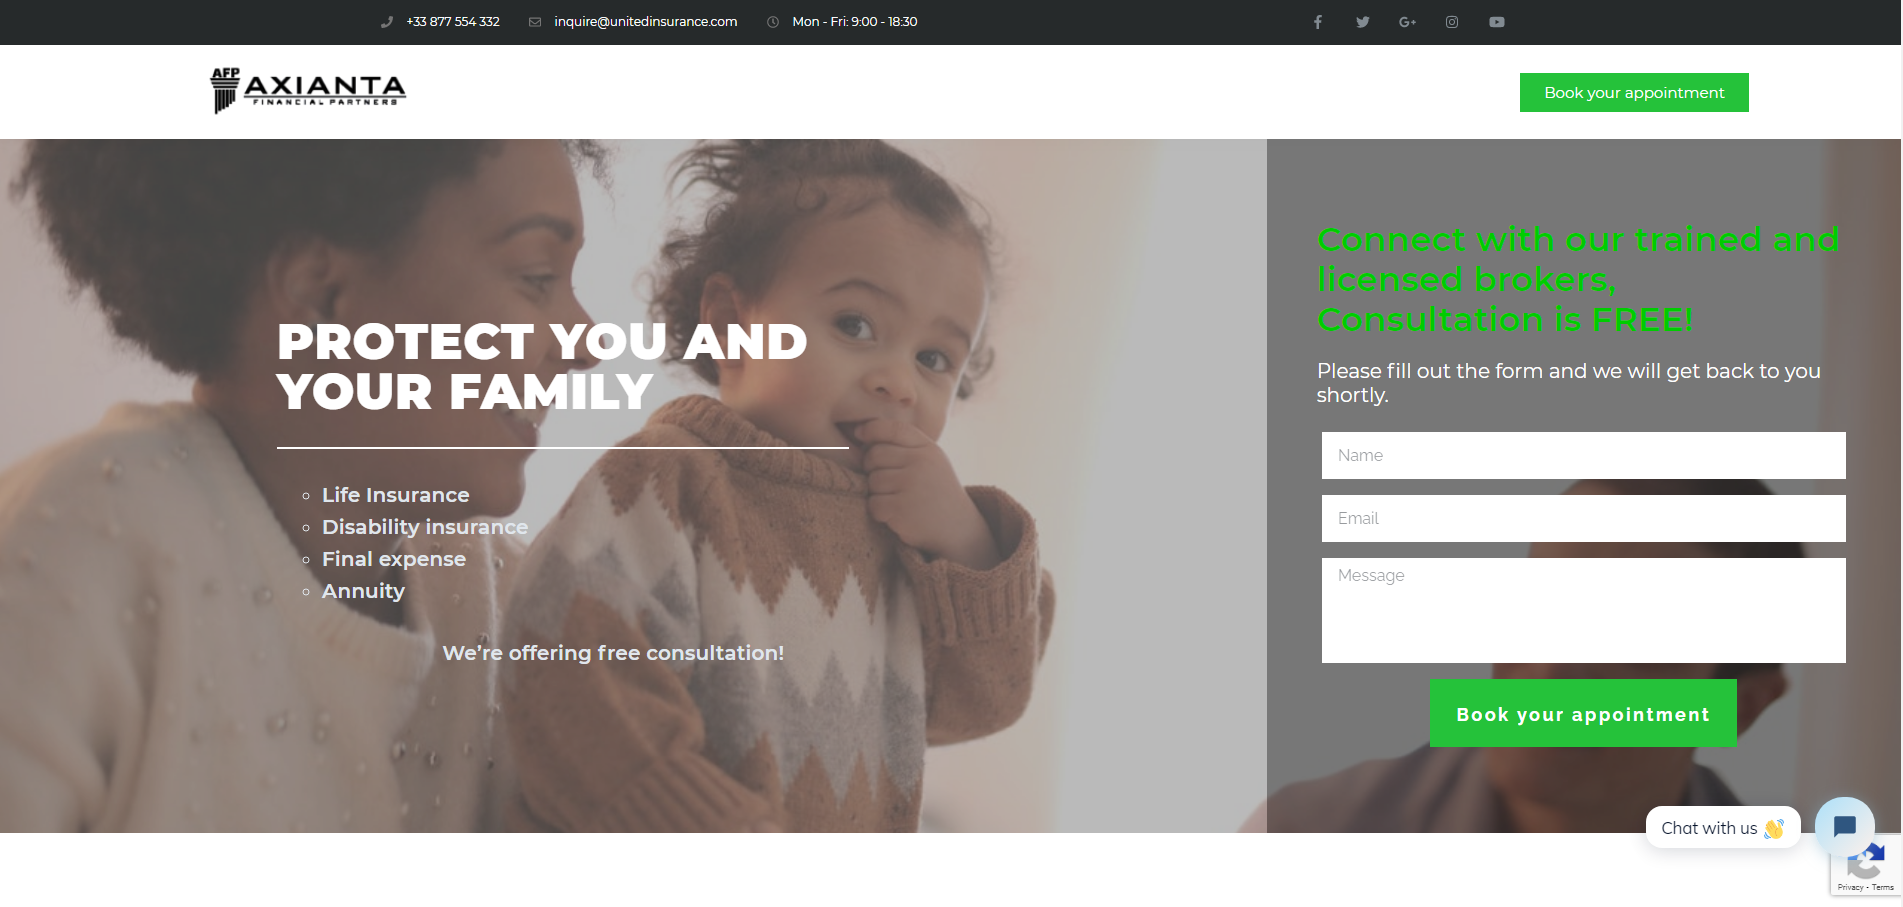 +33 877 554 332
inquire@unitedinsurance.com
Mon - Fri: 9:00 - 18:30
AFP
AXIANTA
FINANCIAL PARTNERS
Book your appointment
PROTECT YOU AND
YOUR FAMILY
Life Insurance
Disability insurance
Final expense
Annuity
We’re offering free consultation!
Connect with our trained and
licensed brokers,
Consultation is FREE!
Please fill out the form and we will get back to you
shortly.
Name
Email
Message
Book your appointment
Chat with us 👋
Privacy - Terms